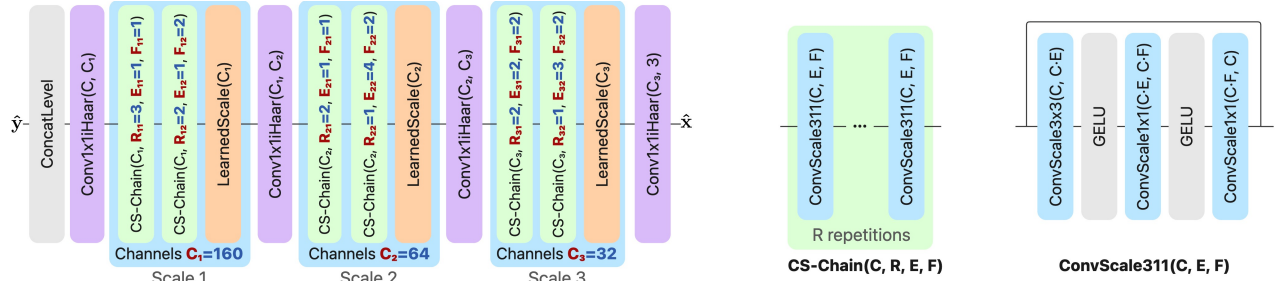 ŷ
ConcatLevel
Conv1x1iHaar(C, C₁)
CS-Chain(C₁, R₁₁=3, E₁₁=1, F₁₁=1)
CS-Chain(C₁, R₁₂=2, E₁₂=1, F₁₂=2)
LearnedScale(C₁)
Channels C₁=160
Scale 1
Conv1x1iHaar(C₁, C₂)
CS-Chain(C₂, R₂₁=2, E₂₁=1, F₂₁=1)
CS-Chain(C₂, R₂₂=1, E₂₂=4, F₂₂=2)
LearnedScale(C₂)
Channels C₂=64
Scale 2
Conv1x1iHaar(C₂, C₃)
CS-Chain(C₃, R₃₁=2, E₃₁=2, F₃₁=2)
CS-Chain(C₃, R₃₂=1, E₃₂=3, F₃₂=2)
LearnedScale(C₃)
Channels C₃=32
Scale 3
Conv1x1iHaar(C₃, 3)
x̂
ConvScale311(C, E, F)
...
ConvScale311(C, E, F)
R repetitions
CS-Chain(C, R, E, F)
ConvScale3x3(C, C·E)
GELU
ConvScale1x1(C·E, C·F)
GELU
ConvScale1x1(C·F, C)
ConvScale311(C, E, F)